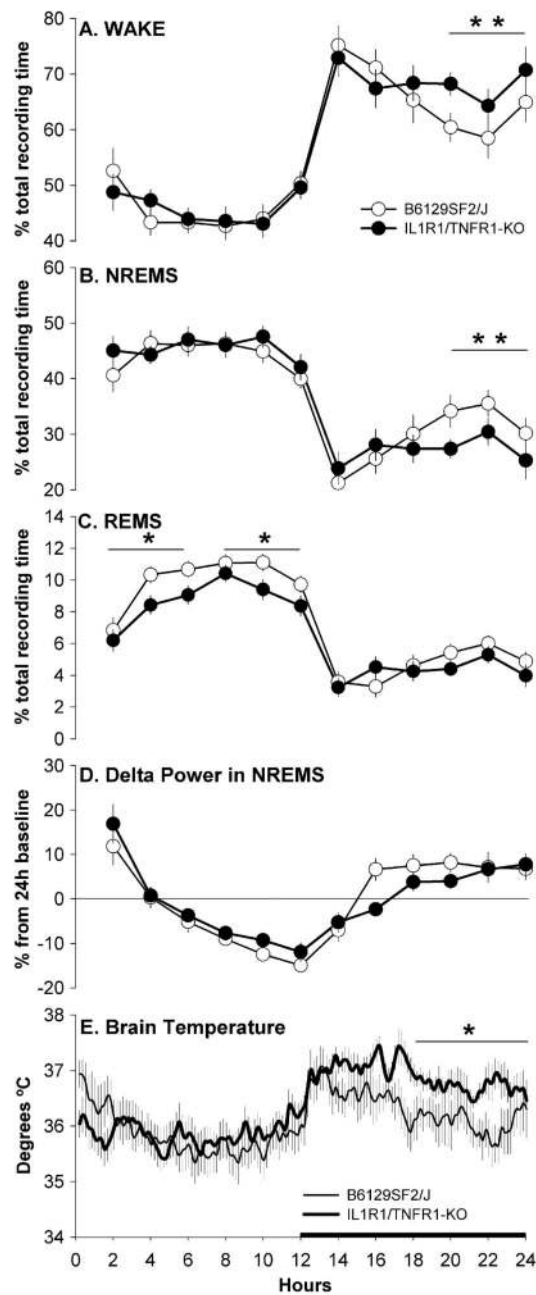 A. WAKE
* *
% total recording time
80
70
60
50
40
B6129SF2/J
IL1R1/TNFR1-KO
B. NREMS
* *
% total recording time
60
50
40
30
20
C. REMS
* *
% total recording time
14
12
10
8
6
4
2
0
D. Delta Power in NREMS
% from 24h baseline
30
20
10
0
-10
-20
E. Brain Temperature
*
Degrees ºC
38
37
36
35
34
B6129SF2/J
IL1R1/TNFR1-KO
0 2 4 6 8 10 12 14 16 18 20 22 24
Hours